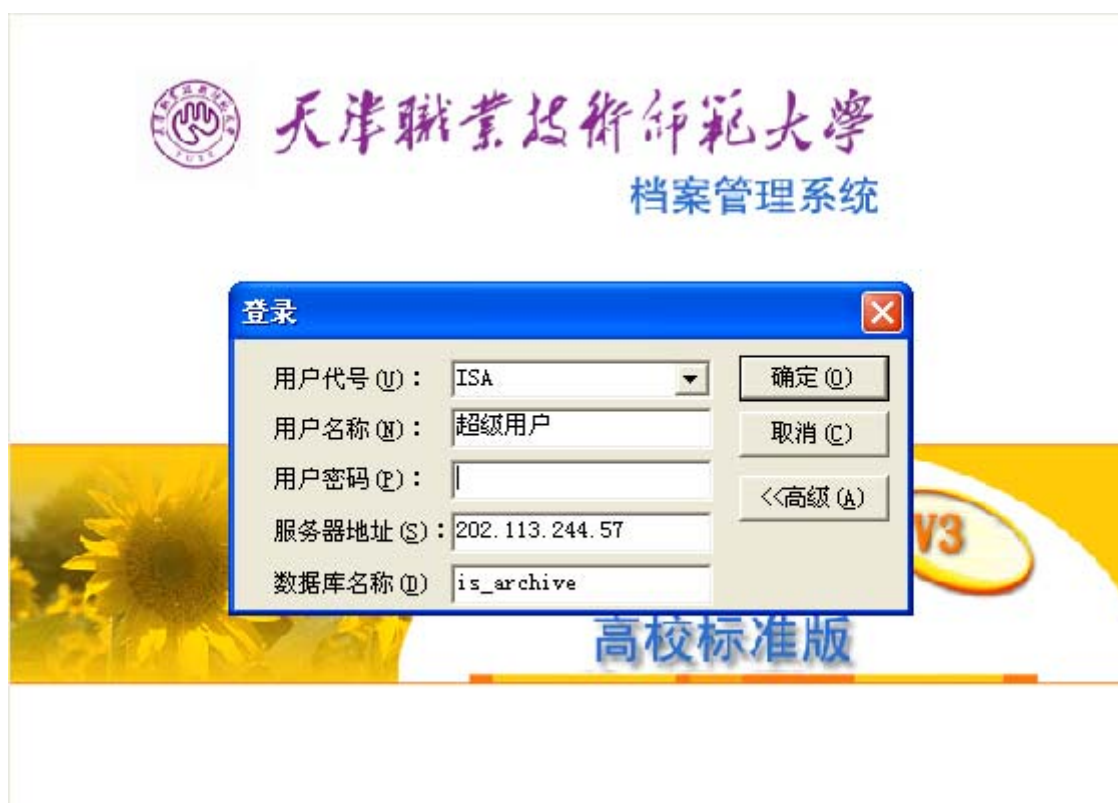 天津職業技術師範大學
档案管理系统
登录
用户代号(U)： ISA 确定(O)
用户名称(N)： 超级用户 取消(C)
用户密码(P)： <<高级(A)
服务器地址(S)： 202.113.244.57
数据库名称(D) is_archive
V3
高校标准版